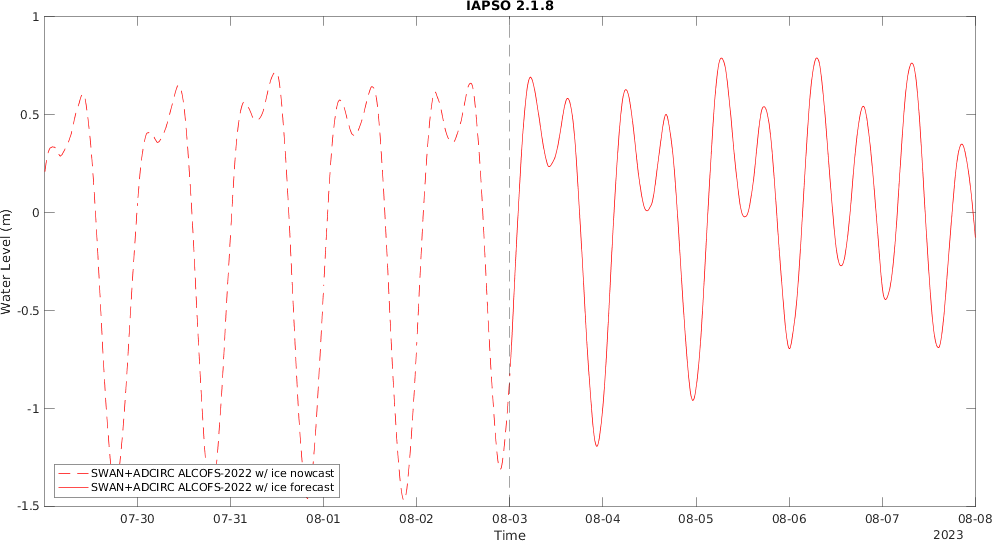 IAPSO 2.1.8
1
0.5
0
-0.5
-1
-1.5
Water Level (m)
SWAN+ADCIRC ALCOFS-2022 w/ ice nowcast
SWAN+ADCIRC ALCOFS-2022 w/ ice forecast
07-30 07-31 08-01 08-02 08-03 08-04 08-05 08-06 08-07 08-08
Time
2023